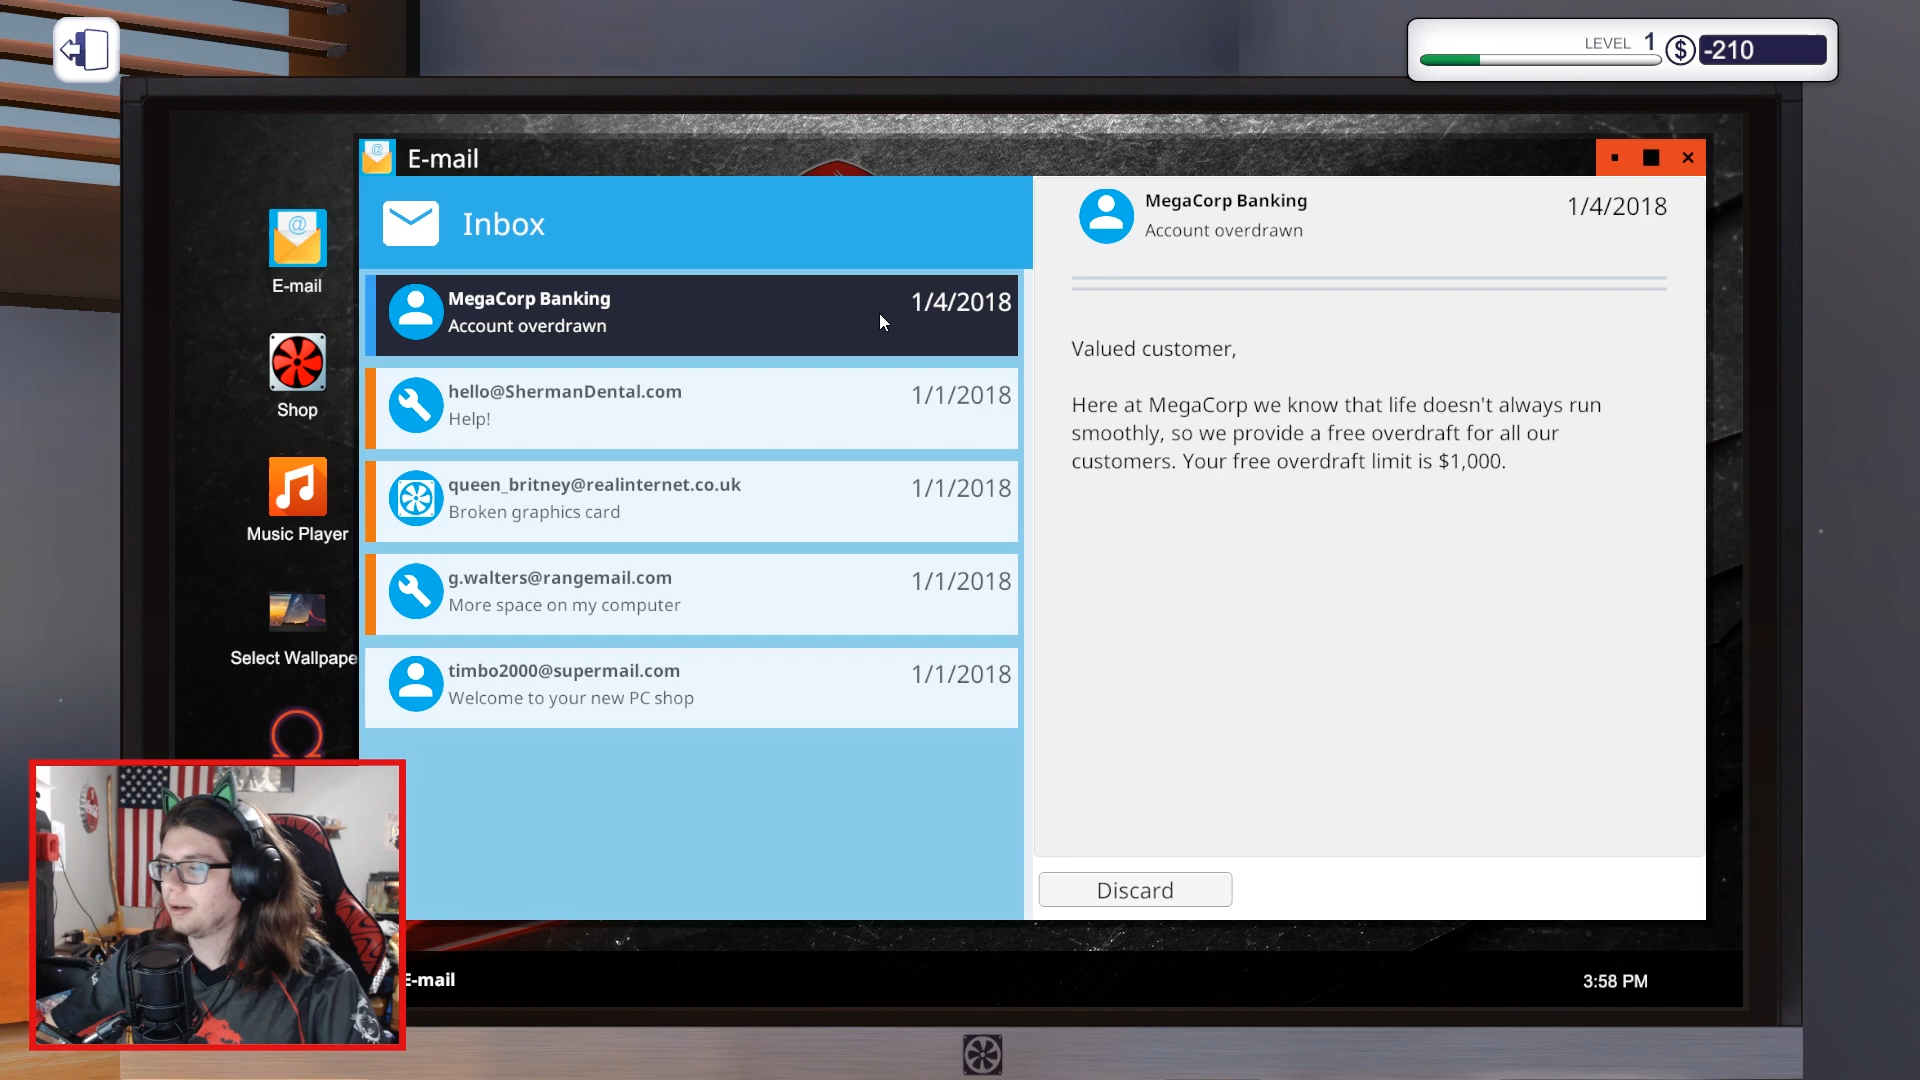 LEVEL 1
$ -210
E-mail
Inbox
MegaCorp Banking
Account overdrawn
1/4/2018
hello@ShermanDental.com
Help!
1/1/2018
queen_britney@realinternet.co.uk
Broken graphics card
1/1/2018
g.walters@rangemail.com
More space on my computer
1/1/2018
timbo2000@supermail.com
Welcome to your new PC shop
1/1/2018
MegaCorp Banking
Account overdrawn
1/4/2018
Valued customer,
Here at MegaCorp we know that life doesn't always run
smoothly, so we provide a free overdraft for all our
customers. Your free overdraft limit is $1,000.
Discard
E-mail
Shop
Music Player
Select Wallpape
E-mail
3:58 PM